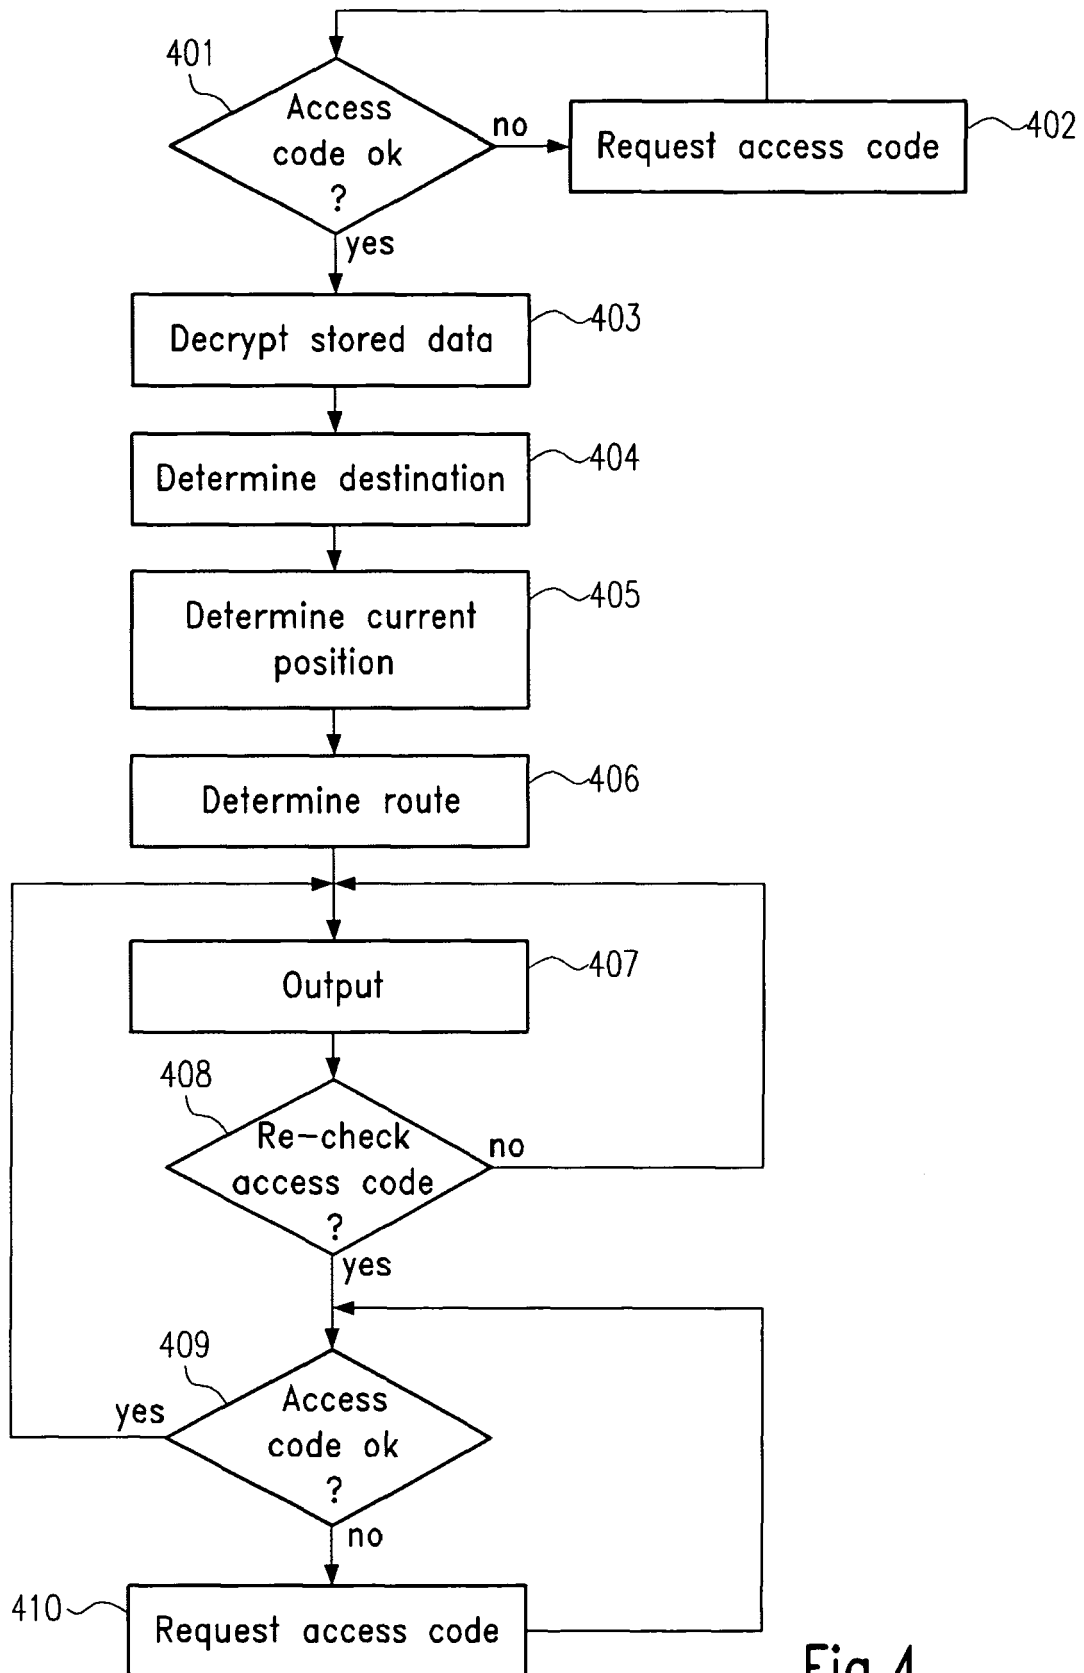 401
Access
code ok
?
no
Request access code
402
yes
Decrypt stored data
403
Determine destination
404
Determine current
position
405
Determine route
406
Output
407
408
Re-check
access code
?
no
yes
409
Access
code ok
?
yes
no
410
Request access code
Fig.4